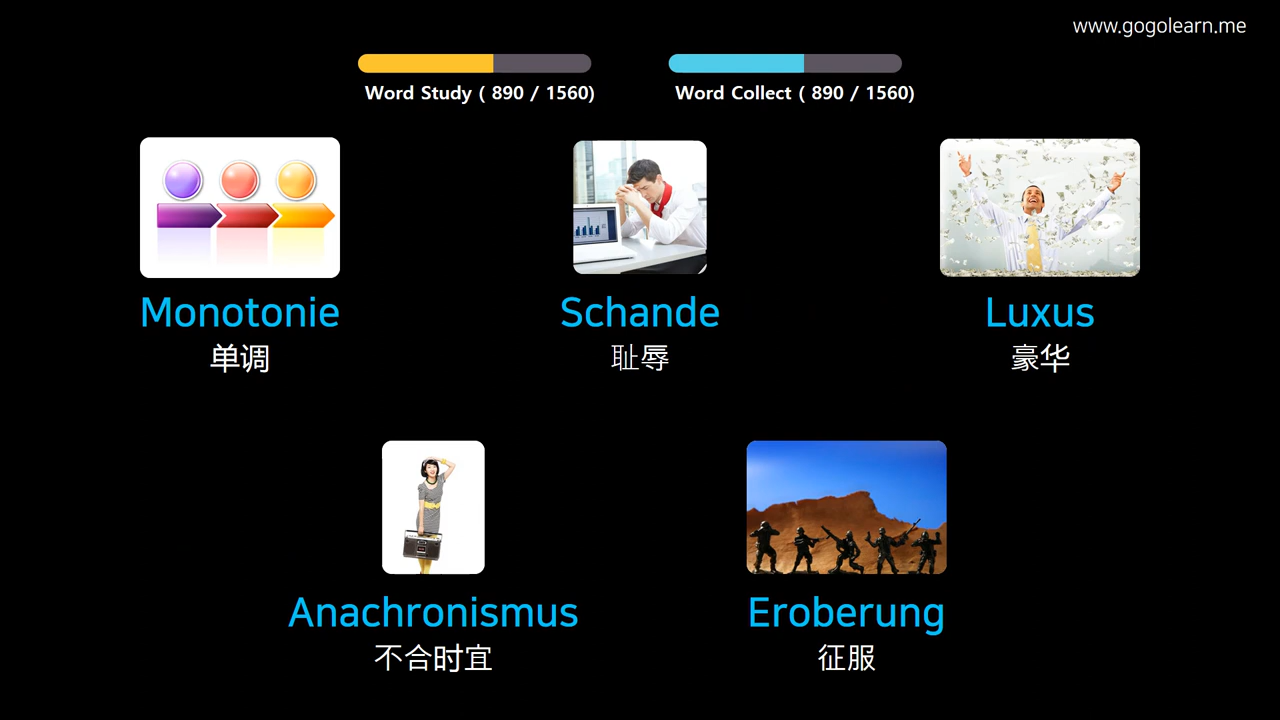 www.gogolearn.me
Word Study ( 890 / 1560)
Word Collect ( 890 / 1560)
Monotonie
单调
Schande
耻辱
Luxus
豪华
Anachronismus
不合时宜
Eroberung
征服